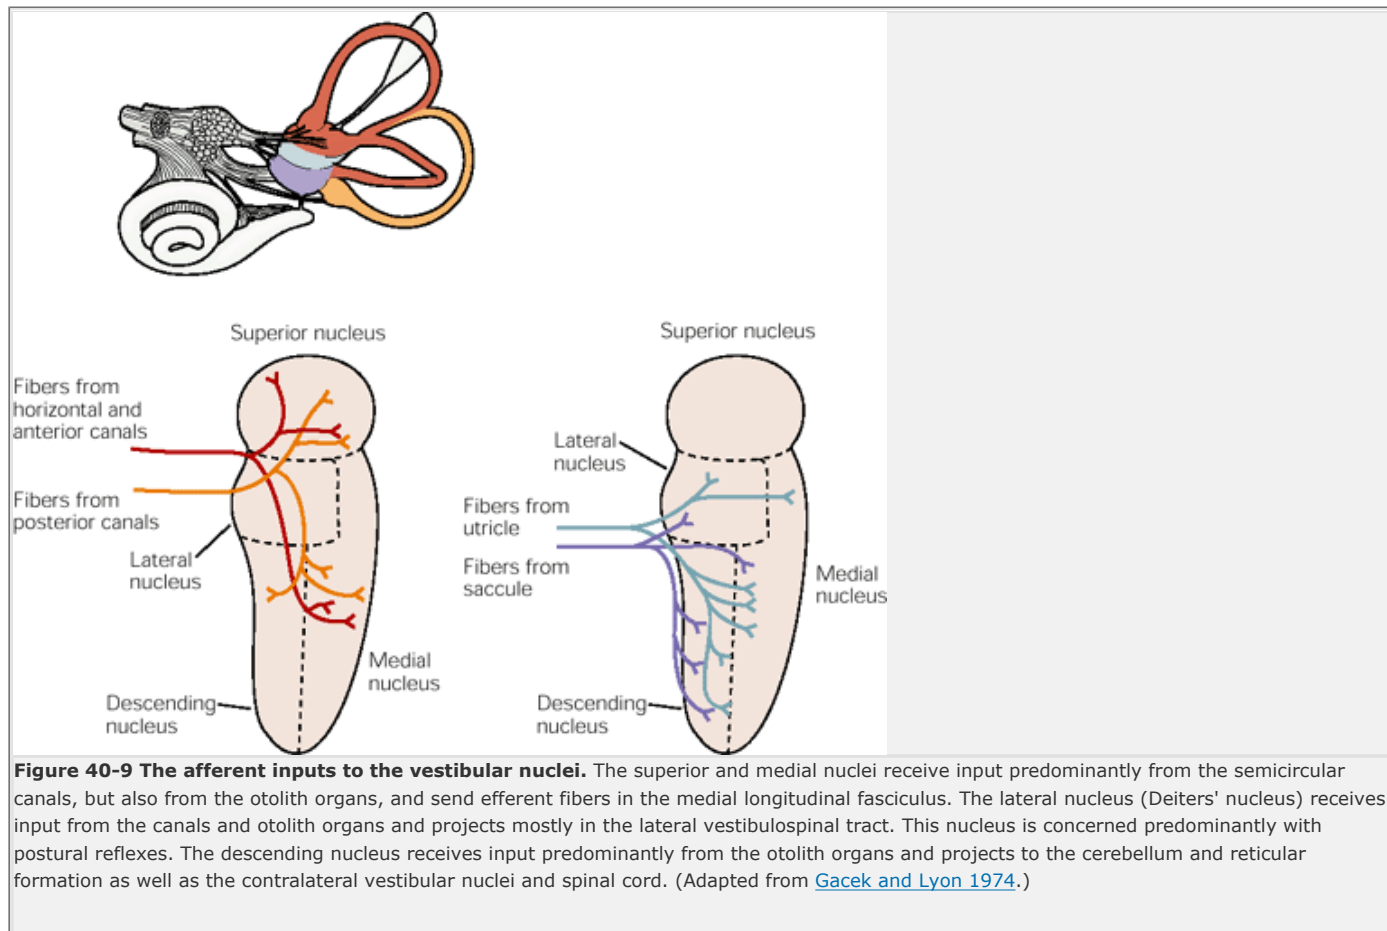 Superior nucleus
Fibers from
horizontal and
anterior canals
Fibers from
posterior canals
Lateral
nucleus
Medial
nucleus
Descending
nucleus
Superior nucleus
Lateral
nucleus
Fibers from
utricle
Fibers from
saccule
Medial
nucleus
Descending
nucleus
Figure 40-9 The afferent inputs to the vestibular nuclei. The superior and medial nuclei receive input predominantly from the semicircular
canals, but also from the otolith organs, and send efferent fibers in the medial longitudinal fasciculus. The lateral nucleus (Deiters' nucleus) receives
input from the canals and otolith organs and projects mostly in the lateral vestibulospinal tract. This nucleus is concerned predominantly with
postural reflexes. The descending nucleus receives input predominantly from the otolith organs and projects to the cerebellum and reticular
formation as well as the contralateral vestibular nuclei and spinal cord. (Adapted from Gacek and Lyon 1974.)